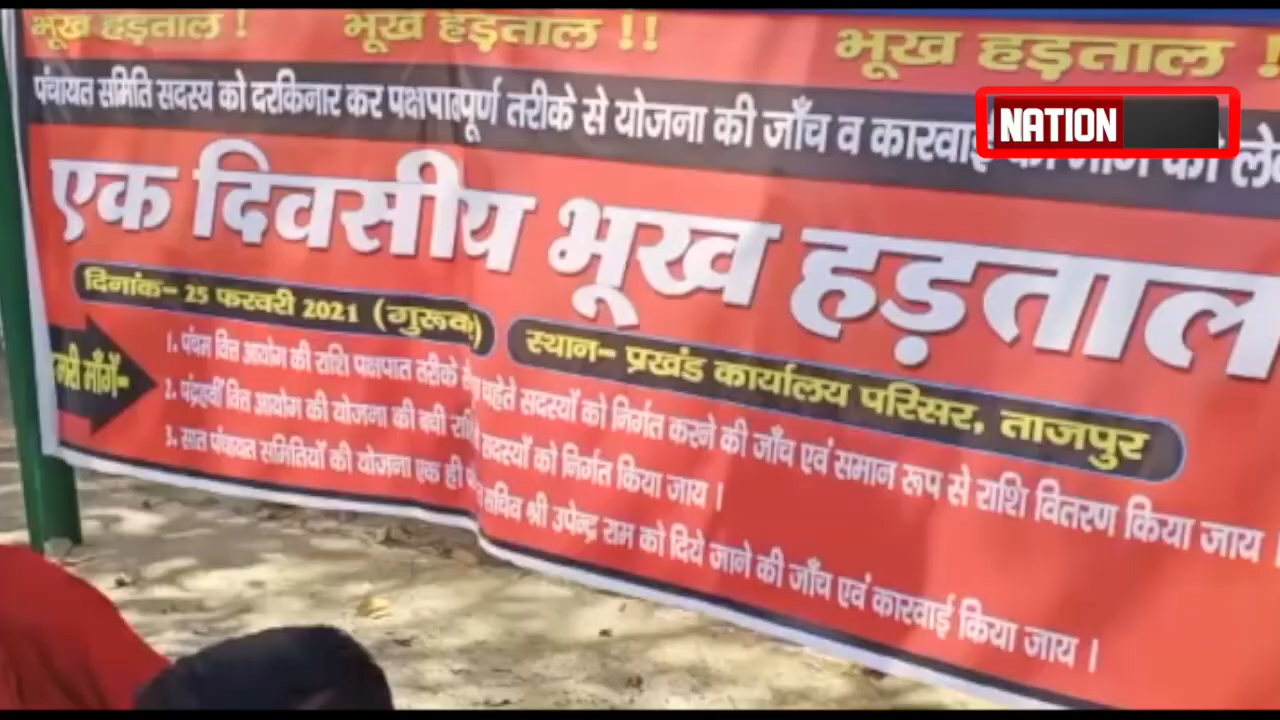 भूख हड़ताल ! भूख हड़ताल !! भूख हड़ताल !
पंचायत समिति सदस्य को दरकिनार कर पक्षपातपूर्ण तरीके से योजना की जाँच व कारवाई की माँग को लेक
NATION
एक दिवसीय भूख हड़ताल
दिनांक- 25 फरवरी 2021 (गुरूवा)
स्थान- प्रखंड कार्यालय परिसर, ताजपुर
मारी माँगें-
1. पंचम वित्त आयोग की राशि पक्षपात तरीके से चहेते सदस्यों को निर्गत करने की जाँच एवं समान रूप से राशि वितरण किया जाय ।
2. पंद्रहवीं वित्त आयोग की योजना की बची राशि सदस्यों को निर्गत किया जाय ।
3. सात पंचायत समितियों की योजना एक ही सचिव श्री उपेन्द्र राम को दिये जाने की जाँच एवं कारवाई किया जाय ।